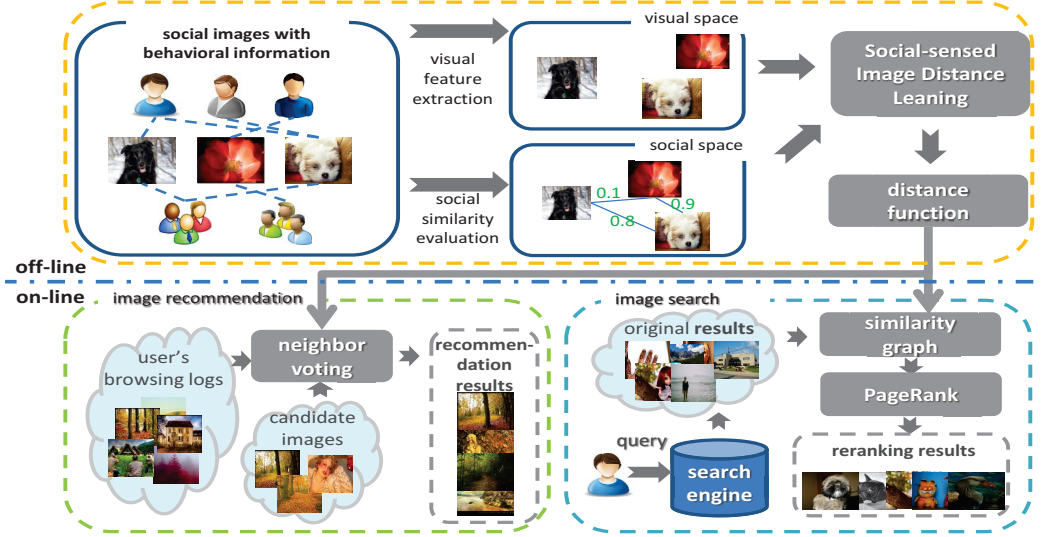 social images with
behavioral information
visual
feature
extraction
social
similarity
evaluation
visual space
social space
0.1
0.9
0.8
Social-sensed
Image Distance
Leaning
distance
function
off-line
on-line
image recommendation
user's
browsing logs
neighbor
voting
candidate
images
recommen-
dation
results
image search
original results
query
search
engine
similarity
graph
PageRank
reranking results